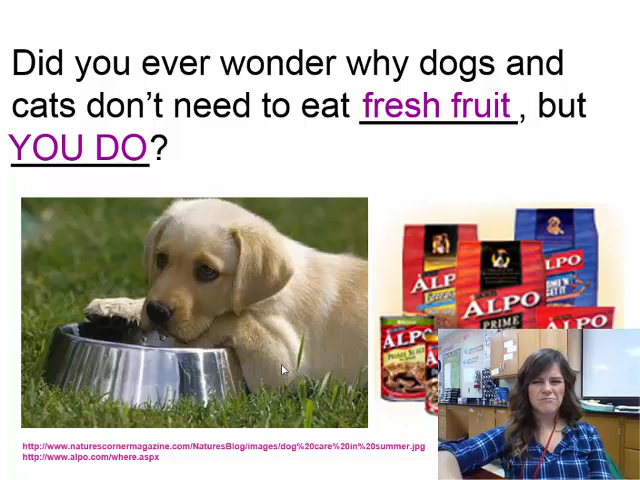 Did you ever wonder why dogs and
cats don't need to eat fresh fruit, but
YOU DO?
ALPO
ALPO
ALPO
PRIME
ALPO
ALPO
PRIME
http://www.naturescornermagazine.com/NaturesBlog/images/dog%20care%20in%20summer.jpg
http://www.alpo.com/where.aspx